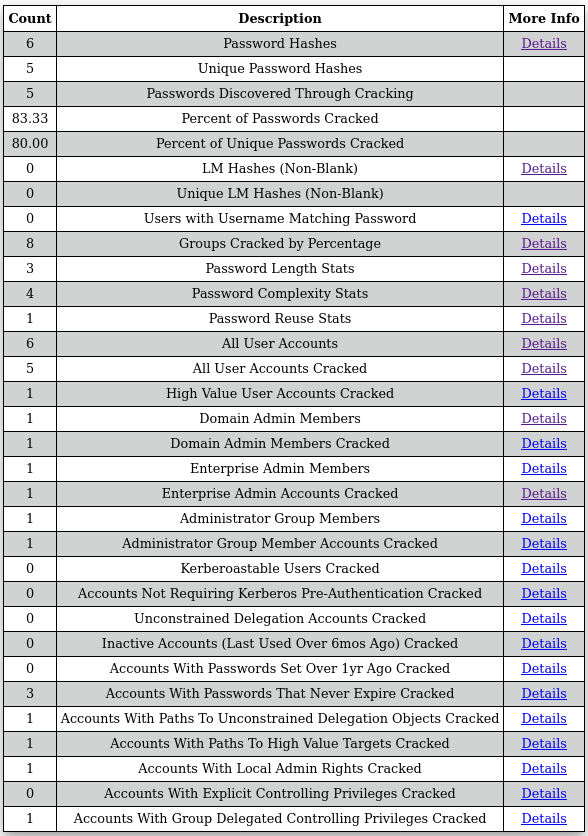 Count Description More Info
6 Password Hashes Details
5 Unique Password Hashes
5 Passwords Discovered Through Cracking
83.33 Percent of Passwords Cracked
80.00 Percent of Unique Passwords Cracked
0 LM Hashes (Non-Blank) Details
0 Unique LM Hashes (Non-Blank)
0 Users with Username Matching Password Details
8 Groups Cracked by Percentage Details
3 Password Length Stats Details
4 Password Complexity Stats Details
1 Password Reuse Stats Details
6 All User Accounts Details
5 All User Accounts Cracked Details
1 High Value User Accounts Cracked Details
1 Domain Admin Members Details
1 Domain Admin Members Cracked Details
1 Enterprise Admin Members Details
1 Enterprise Admin Accounts Cracked Details
1 Administrator Group Members Details
1 Administrator Group Member Accounts Cracked Details
0 Kerberoastable Users Cracked Details
0 Accounts Not Requiring Kerberos Pre-Authentication Cracked Details
0 Unconstrained Delegation Accounts Cracked Details
0 Inactive Accounts (Last Used Over 6mos Ago) Cracked Details
0 Accounts With Passwords Set Over 1yr Ago Cracked Details
3 Accounts With Passwords That Never Expire Cracked Details
1 Accounts With Paths To Unconstrained Delegation Objects Cracked Details
1 Accounts With Paths To High Value Targets Cracked Details
1 Accounts With Local Admin Rights Cracked Details
0 Accounts With Explicit Controlling Privileges Cracked Details
1 Accounts With Group Delegated Controlling Privileges Cracked Details